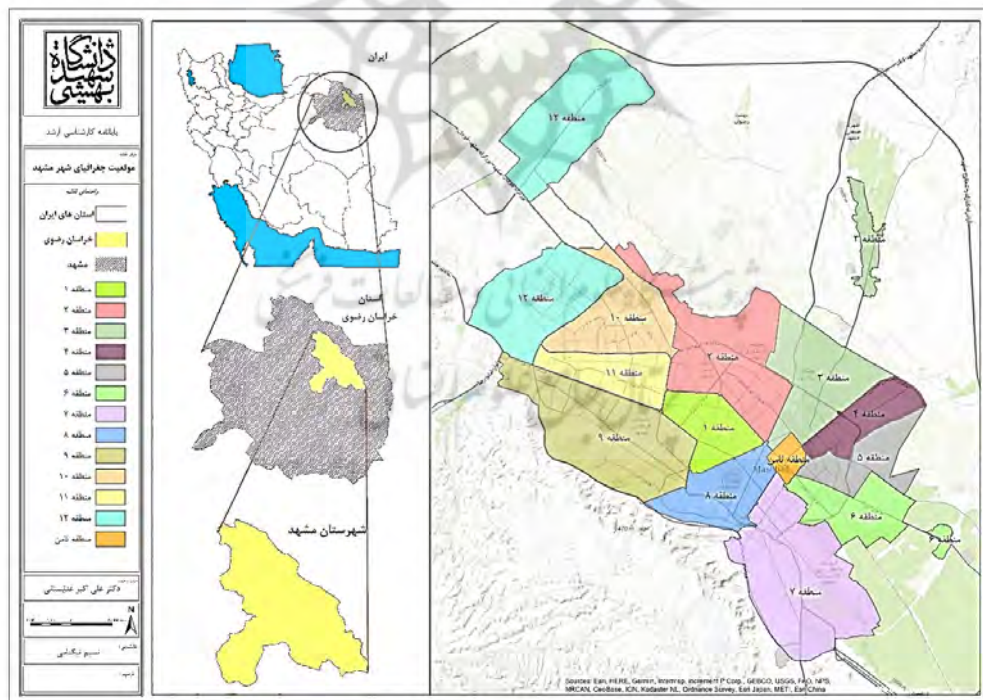 دانشگاه
شهید
بهشتی
پایانامه کارشناسی ارشد
موقعیت جغرافیای شهر مشهد
راهنمای نقشه
استان های ایران
خراسان رضوی
مشهد
منطقه ۱
منطقه ۲
منطقه ۳
منطقه ۴
منطقه ۵
منطقه ۶
منطقه ۷
منطقه ۸
منطقه ۹
منطقه ۱۰
منطقه ۱۱
منطقه ۱۲
منطقه ثامن
دکتر علی اکبر عنابستانی
N
نسیم نیکنامی
ایران
استان
خراسان رضوی
شهرستان مشهد
منطقه ۱۲
منطقه ۳
منطقه ۱۲
منطقه ۱۰
منطقه ۲
منطقه ۱۱
منطقه ۳
منطقه ۱
منطقه ۴
منطقه ۹
منطقه ثامن
منطقه ۵
منطقه ۸
منطقه ۶
منطقه ۶
منطقه ۷
Sources: Esri, HERE, Garmin, Intermap, increment P Corp., GEBCO, USGS, FAO, NPS,
NRCAN, GeoBase, IGN, Kadaster NL, Ordnance Survey, Esri Japan, METI, Esri China